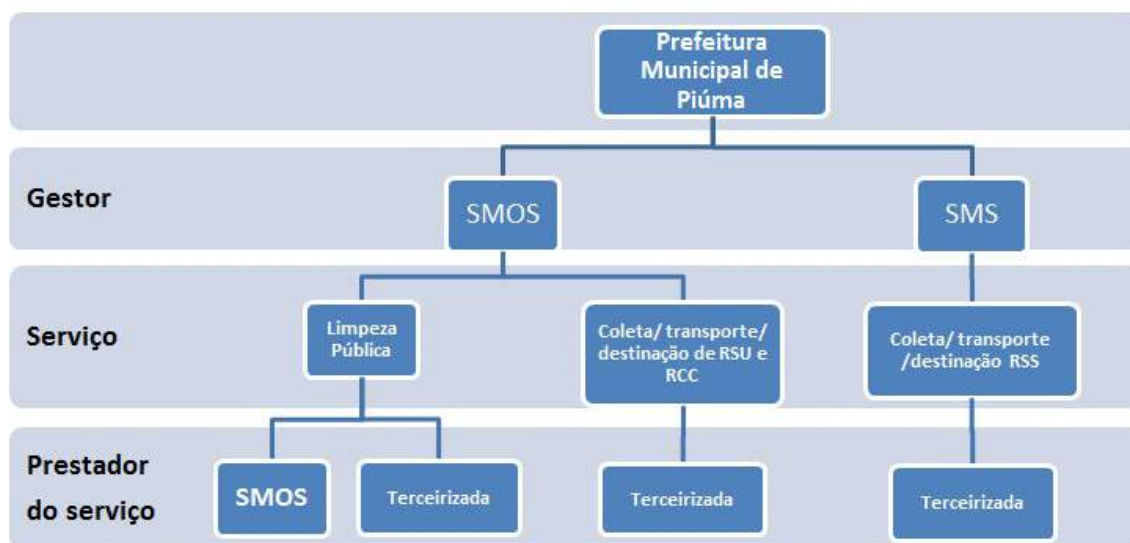 Prefeitura
Municipal de
Piúma
Gestor
SMOS
SMS
Serviço
Limpeza
Pública
Coleta/ transporte/
destinação de RSU e
RCC
Coleta/ transporte
/destinação RSS
Prestador
do serviço
SMOS
Terceirizada
Terceirizada
Terceirizada